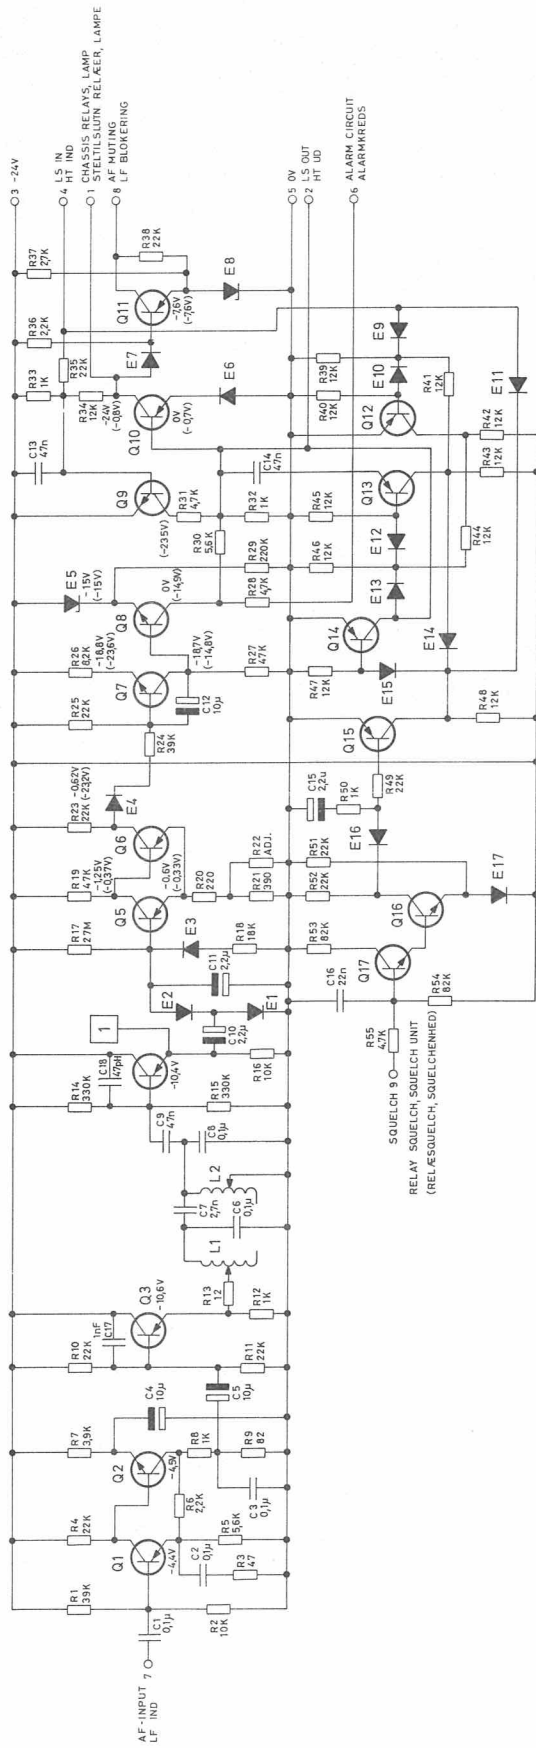 AF-INPUT 7
LF IND
C1
0,1µ
R1
39K
R2
10K
Q1
-4,4V
R4
22K
C2
0,1µ
R3
47
R5
5,6K
R6
2,2K
Q2
-4,5V
R7
3,9K
R8
1K
R9
82
C3
0,1µ
C4
10µ
C5
10µ
R10
22K
R11
22K
1nF
C17
Q3
-10,6V
R12
1K
R13
12
L1
C7
2,7n
C6
0,1µ
L2
C9
47n
C8
0,1µ
R14
330K
C18
47pH
R15
330K
-10,4V
1
R16
10K
C10
2,2µ
E2
E1
C11
2,2µ
R17
27M
E3
R18
18K
Q5
R19
47K
-1,25V
(-0,37V)
-0,6V
(-0,33V)
Q6
R20
220
R21
390
R22
ADJ.
R23
22K
-0,62V
(-23,2V)
E4
R24
39K
R25
22K
R26
8,2K
-18,8V
(-23,6V)
Q7
C12
10µ
-18,7V
(-14,8V)
R27
47K
Q8
E5
-15V
(-15V)
0V
(-14,9V)
R28
47K
R29
220K
R30
5,6K
Q9
(-23,5V)
R31
4,7K
R32
1K
C13
47n
C14
47n
R33
1K
R34
12K
-24V
(-0,8V)
R35
22K
Q10
0V
(-0,7V)
E6
E7
R36
2,2K
R37
27K
Q11
-7,6V
(-7,6V)
R38
22K
E8
3 -24V
4 LS IN
HT IND
1 CHASSIS RELAYS, LAMP
STELTILSLUTN RELÆER, LAMPE
8 AF MUTING
LF BLOKERING
5 0V
2 LS OUT
HT UD
6 ALARM CIRCUIT
ALARMKREDS
SQUELCH 9
RELAY SQUELCH, SQUELCH UNIT
(RELÆSQUELCH, SQUELCHENHED)
R55
4,7K
C16
22n
R54
82K
R53
82K
Q17
Q16
R52
22K
R51
22K
E17
E16
C15
2,2u
R50
1K
R49
22K
Q15
R48
12K
R47
12K
E15
Q14
E14
E13
E12
R46
12K
R45
12K
R44
12K
Q13
R43
12K
R42
12K
Q12
R41
12K
R40
12K
R39
12K
E10
E9
E11